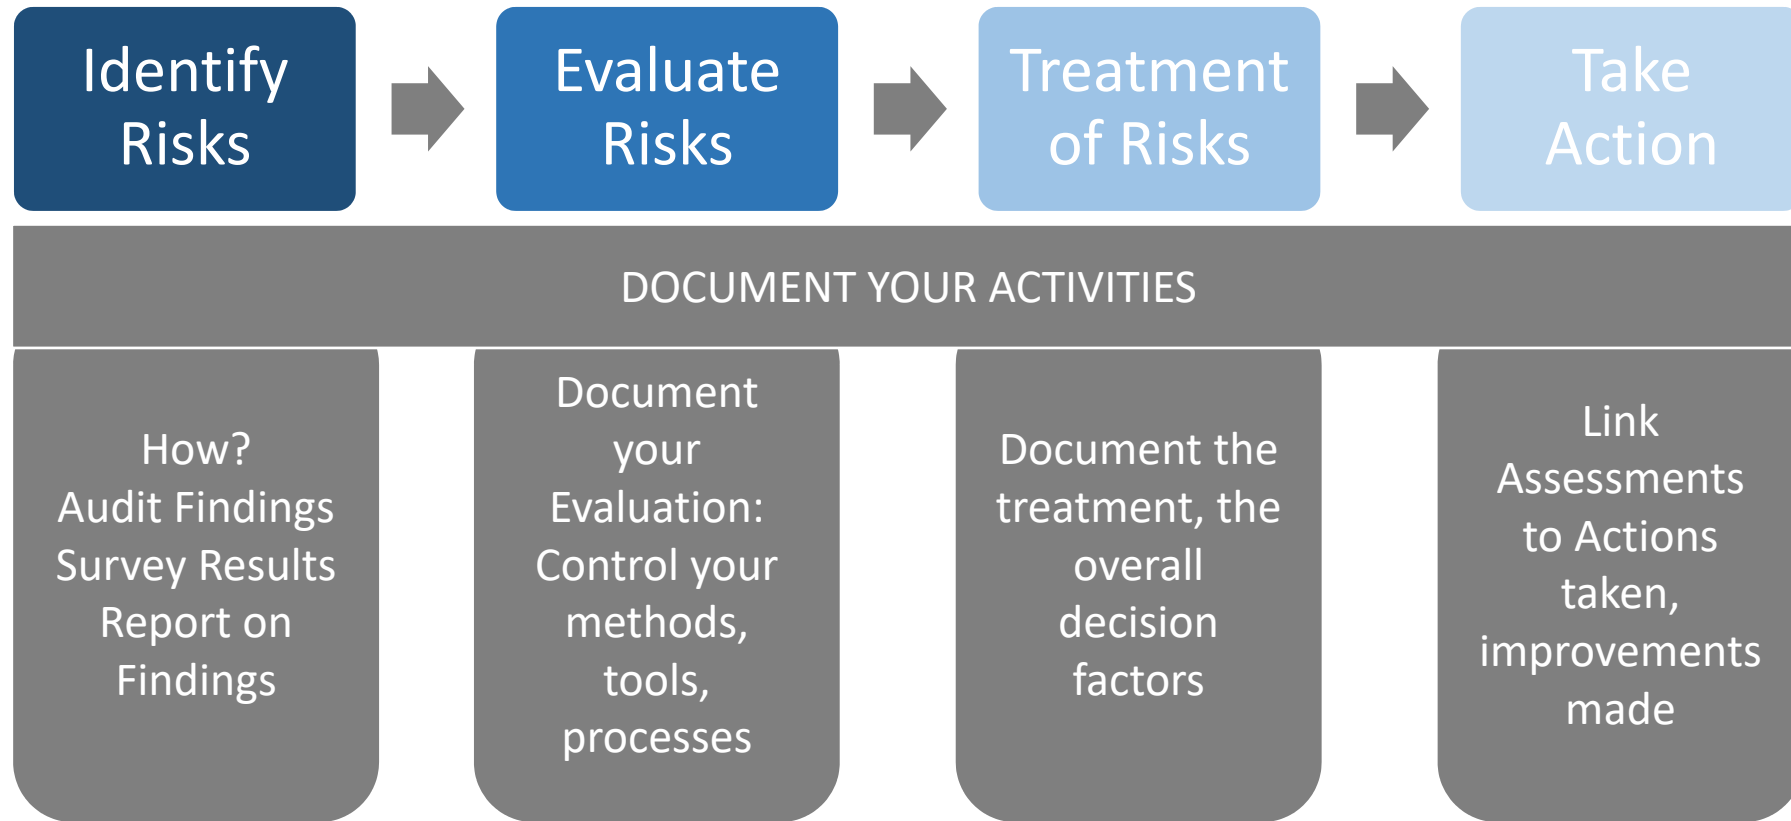 Identify
Risks
Evaluate
Risks
Treatment
of Risks
Take
Action
DOCUMENT YOUR ACTIVITIES
How?
Audit Findings
Survey Results
Report on
Findings
Document
your
Evaluation:
Control your
methods,
tools,
processes
Document the
treatment, the
overall
decision
factors
Link
Assessments
to Actions
taken,
improvements
made